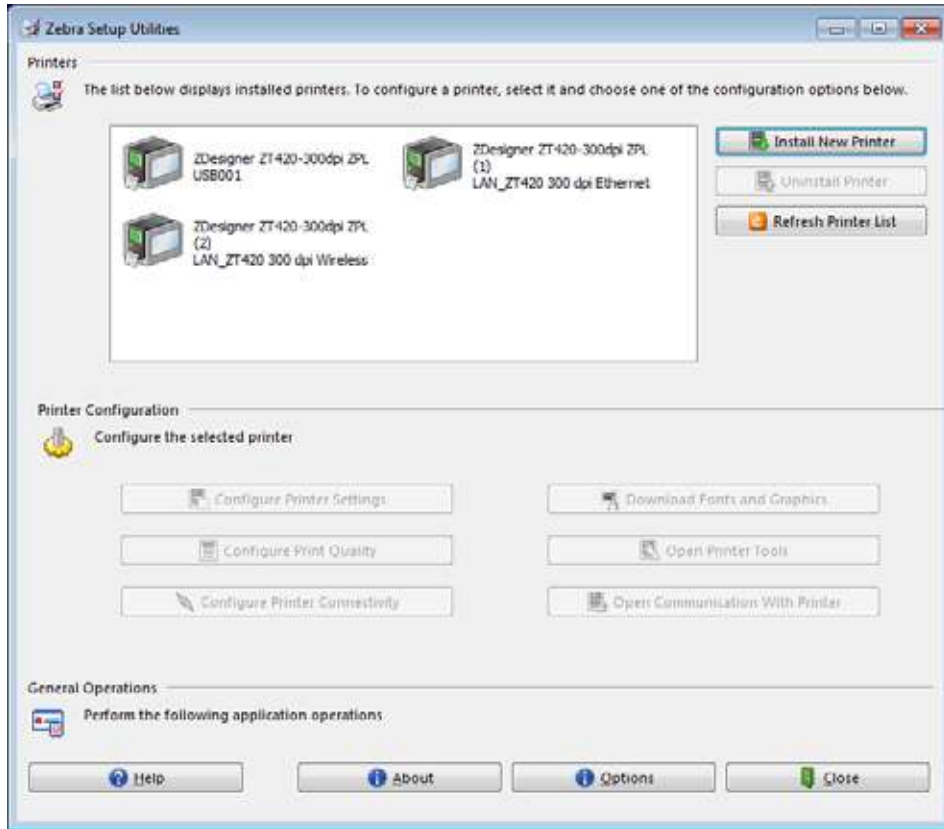 Zebra Setup Utilities
Printers
The list below displays installed printers. To configure a printer, select it and choose one of the configuration options below.
ZDesigner ZT420-300dpi ZPL
USB001
ZDesigner ZT420-300dpi ZPL
(1)
LAN_ZT420 300 dpi Ethernet
ZDesigner ZT420-300dpi ZPL
(2)
LAN_ZT420 300 dpi Wireless
Install New Printer
Uninstall Printer
Refresh Printer List
Printer Configuration
Configure the selected printer
Configure Printer Settings
Download Fonts and Graphics
Configure Print Quality
Open Printer Tools
Configure Printer Connectivity
Open Communication With Printer
General Operations
Perform the following application operations
Help
About
Options
Close